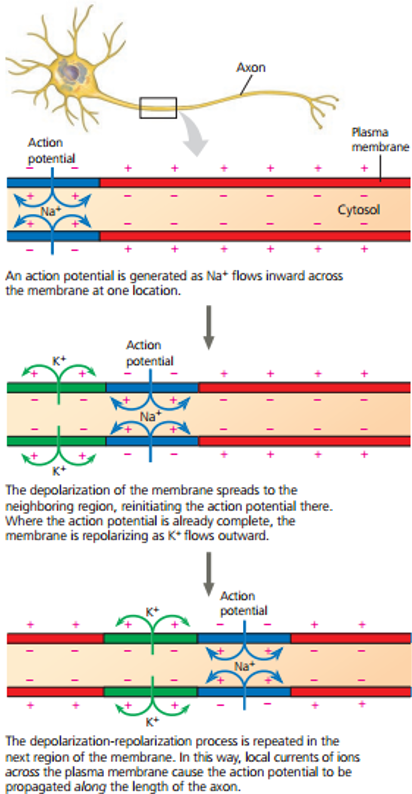 Axon
Plasma
membrane
Action
potential
− − + + + + + +
+ + − − − − − −
Na⁺
Cytosol
+ + − − − − − −
− − + + + + + +
An action potential is generated as Na⁺ flows inward across
the membrane at one location.
Action
potential
K⁺
+ + − − + + + +
− − + + − − − −
Na⁺
− − + + − − − −
+ + − − + + + +
K⁺
The depolarization of the membrane spreads to the
neighboring region, reinitiating the action potential there.
Where the action potential is already complete, the
membrane is repolarizing as K⁺ flows outward.
Action
potential
K⁺
+ + + + − − + +
− − − − + + − −
Na⁺
− − − − + + − −
+ + + + − − + +
K⁺
The depolarization-repolarization process is repeated in the
next region of the membrane. In this way, local currents of ions
across the plasma membrane cause the action potential to be
propagated along the length of the axon.